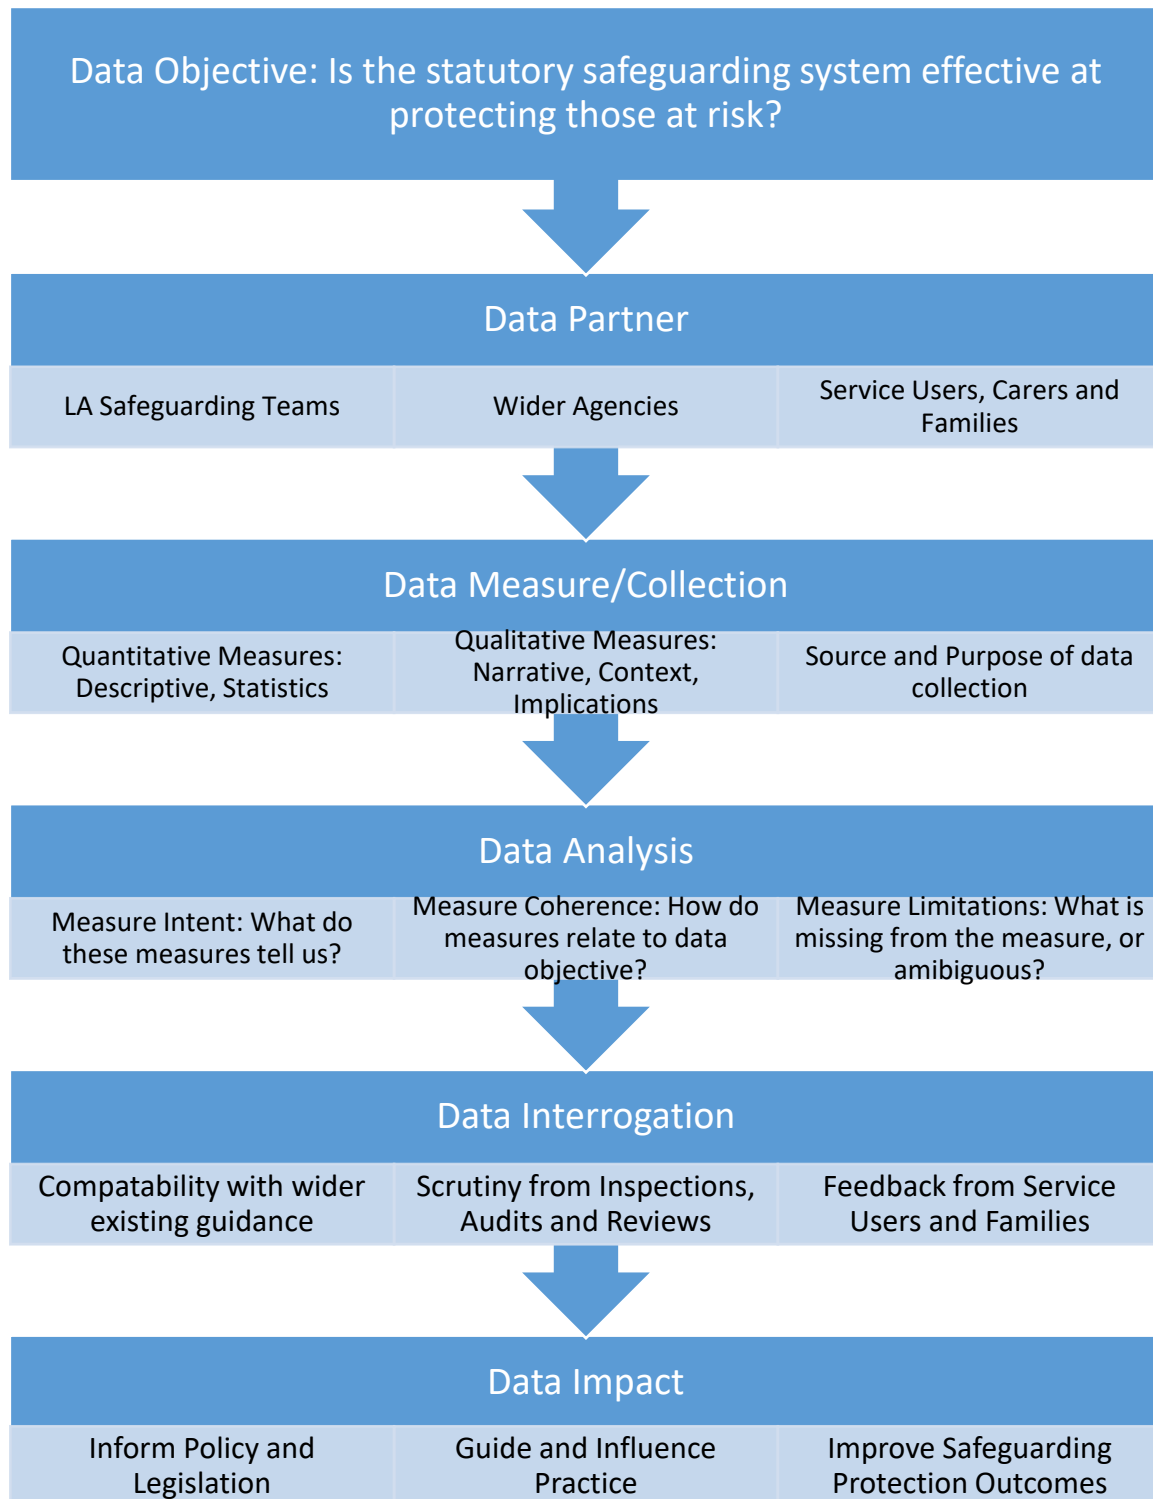 Data Objective: Is the statutory safeguarding system effective at
protecting those at risk?
Data Partner
LA Safeguarding Teams
Wider Agencies
Service Users, Carers and
Families
Data Measure/Collection
Quantitative Measures:
Descriptive, Statistics
Qualitative Measures:
Narrative, Context,
Implications
Source and Purpose of data
collection
Data Analysis
Measure Intent: What do
these measures tell us?
Measure Coherence: How do
measures relate to data
objective?
Measure Limitations: What is
missing from the measure, or
amibiguous?
Data Interrogation
Compatability with wider
existing guidance
Scrutiny from Inspections,
Audits and Reviews
Feedback from Service
Users and Families
Data Impact
Inform Policy and
Legislation
Guide and Influence
Practice
Improve Safeguarding
Protection Outcomes